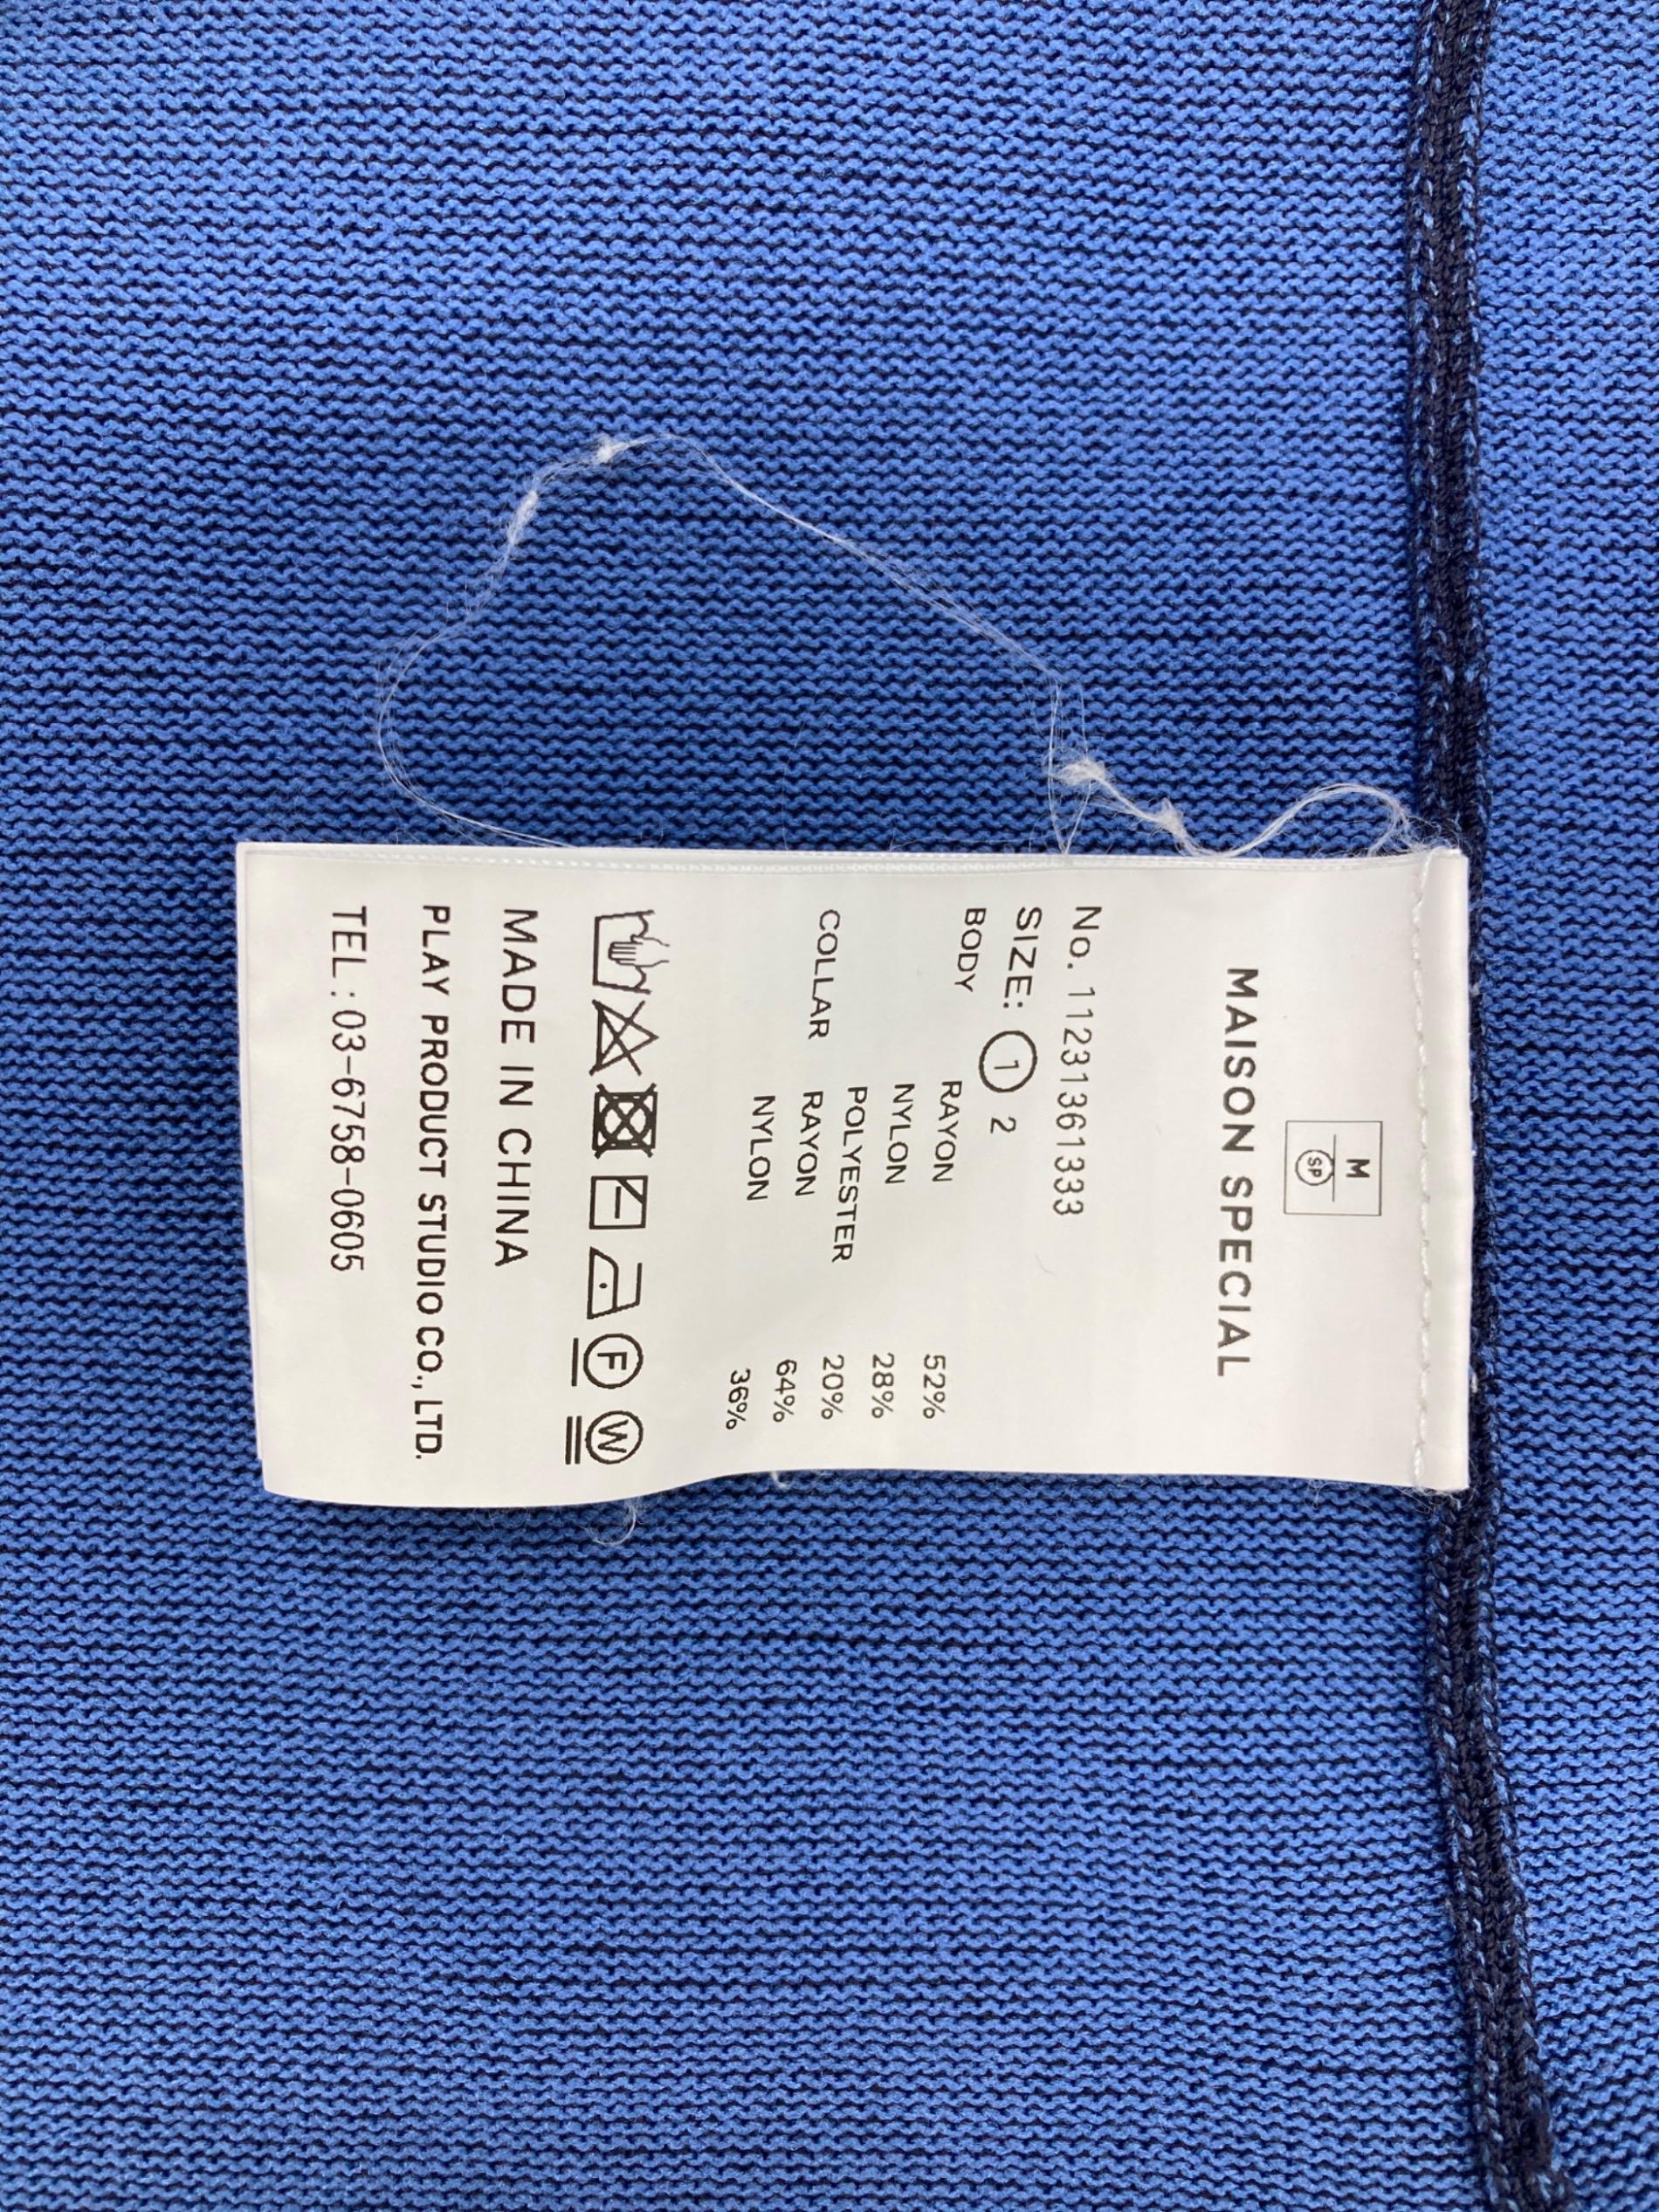 M
SP
MAISON SPECIAL
No. 11231361333
SIZE: 1 2
BODY
RAYON 52%
NYLON 28%
POLYESTER 20%
COLLAR
RAYON 64%
NYLON 36%
F W
MADE IN CHINA
PLAY PRODUCT STUDIO CO., LTD.
TEL:03-6758-0605